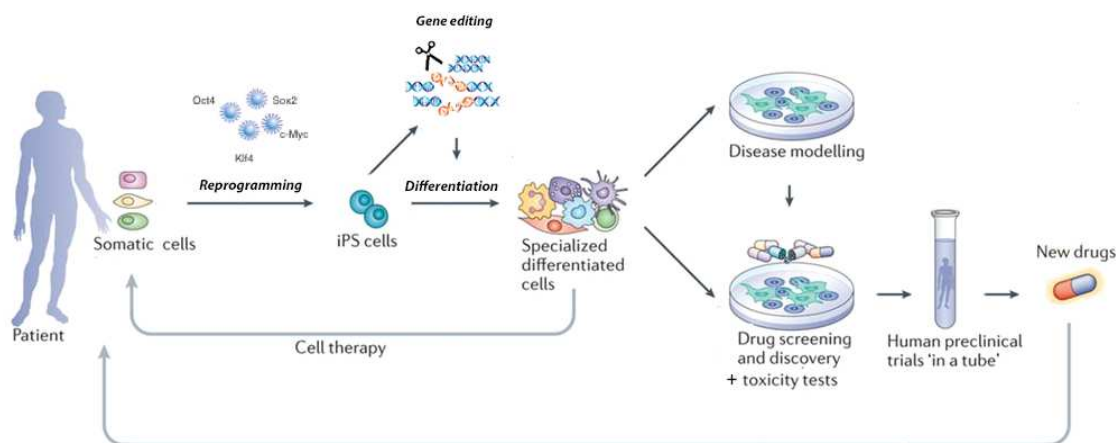 Gene editing
Oct4
Sox2
c-Myc
Klf4
Reprogramming
Differentiation
Somatic cells
iPS cells
Specialized
differentiated
cells
Patient
Cell therapy
Disease modelling
Drug screening
and discovery
+ toxicity tests
Human preclinical
trials 'in a tube'
New drugs